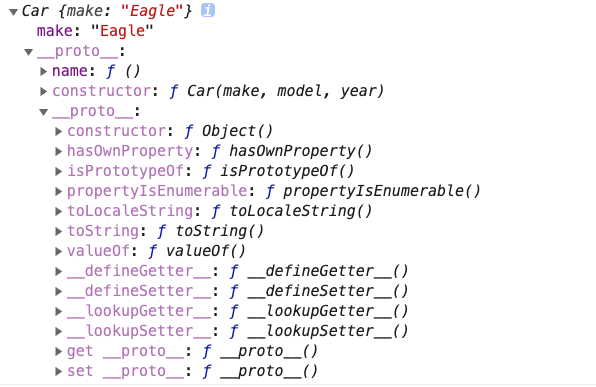 Car {make: "Eagle"} i
make: "Eagle"
__proto__:
name: ƒ ()
constructor: ƒ Car(make, model, year)
__proto__:
constructor: ƒ Object()
hasOwnProperty: ƒ hasOwnProperty()
isPrototypeOf: ƒ isPrototypeOf()
propertyIsEnumerable: ƒ propertyIsEnumerable()
toLocaleString: ƒ toLocaleString()
toString: ƒ toString()
valueOf: ƒ valueOf()
__defineGetter__: ƒ __defineGetter__()
__defineSetter__: ƒ __defineSetter__()
__lookupGetter__: ƒ __lookupGetter__()
__lookupSetter__: ƒ __lookupSetter__()
get __proto__: ƒ __proto__()
set __proto__: ƒ __proto__()